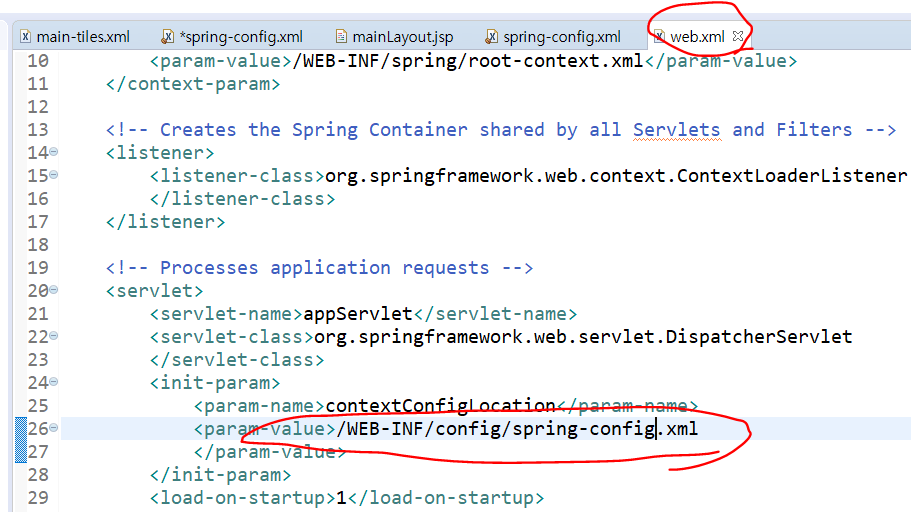 main-tiles.xml *spring-config.xml mainLayout.jsp spring-config.xml web.xml
10 <param-value>/WEB-INF/spring/root-context.xml</param-value>
11 </context-param>
12
13 <!-- Creates the Spring Container shared by all Servlets and Filters -->
14 <listener>
15 <listener-class>org.springframework.web.context.ContextLoaderListener
16 </listener-class>
17 </listener>
18
19 <!-- Processes application requests -->
20 <servlet>
21 <servlet-name>appServlet</servlet-name>
22 <servlet-class>org.springframework.web.servlet.DispatcherServlet
23 </servlet-class>
24 <init-param>
25 <param-name>contextConfigLocation</param-name>
26 <param-value>/WEB-INF/config/spring-config.xml
27 </param-value>
28 </init-param>
29 <load-on-startup>1</load-on-startup>